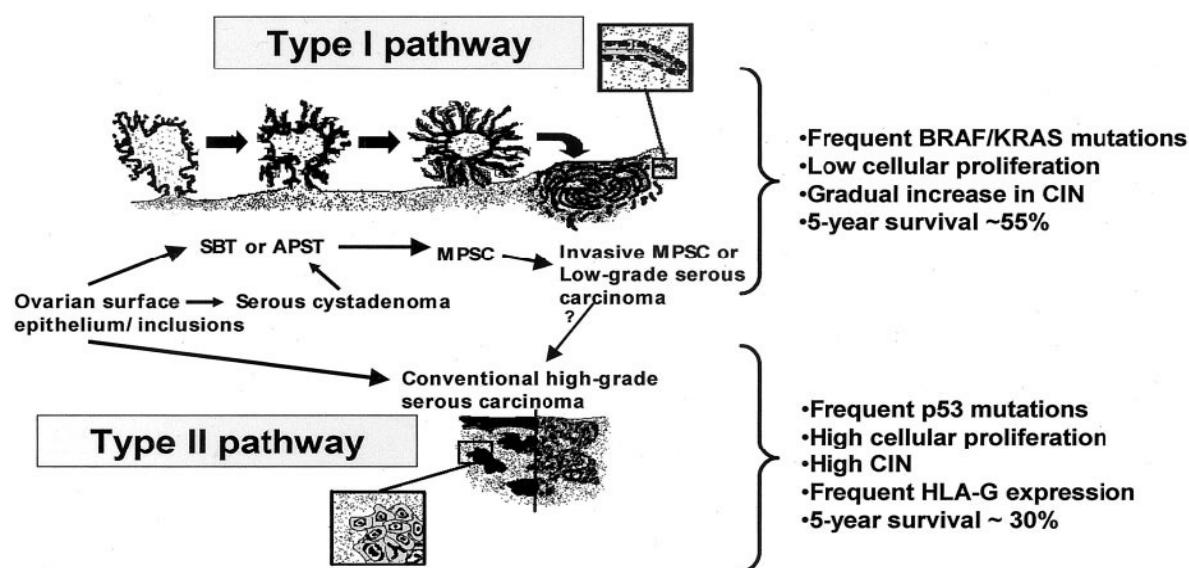 Type I pathway
•Frequent BRAF/KRAS mutations
•Low cellular proliferation
•Gradual increase in CIN
•5-year survival ~55%
SBT or APST
MPSC
Invasive MPSC or
Low-grade serous
carcinoma
?
Ovarian surface
epithelium/ inclusions
Serous cystadenoma
Conventional high-grade
serous carcinoma
Type II pathway
•Frequent p53 mutations
•High cellular proliferation
•High CIN
•Frequent HLA-G expression
•5-year survival ~ 30%